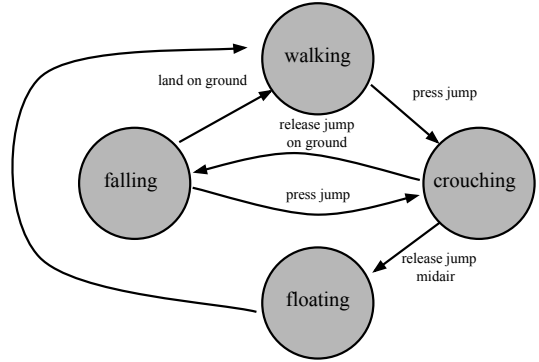 walking
land on ground
press jump
release jump
on ground
falling
crouching
press jump
release jump
midair
floating